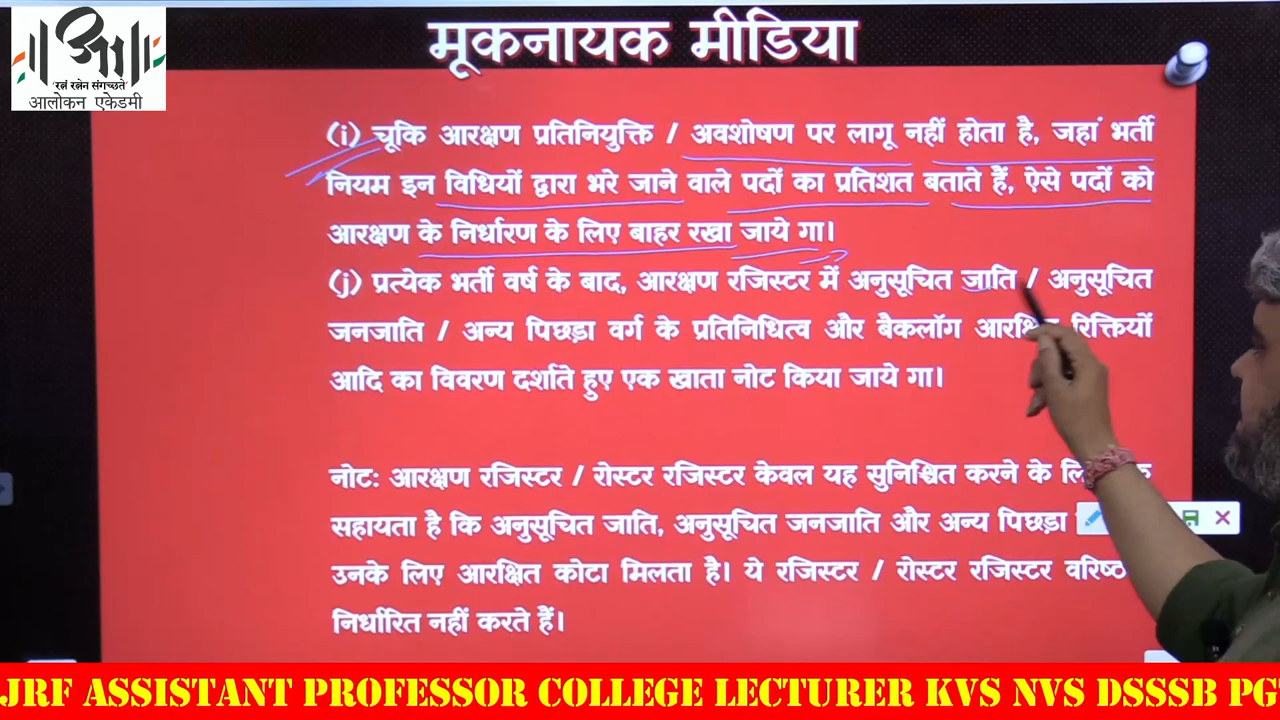 मूकनायक मीडिया
रत्नं रत्नेन संगच्छते
आलोकन एकेडमी
(i) चूकि आरक्षण प्रतिनियुक्ति / अवशोषण पर लागू नहीं होता है, जहां भर्ती
नियम इन विधियों द्वारा भरे जाने वाले पदों का प्रतिशत बताते हैं, ऐसे पदों को
आरक्षण के निर्धारण के लिए बाहर रखा जाये गा।
(j) प्रत्येक भर्ती वर्ष के बाद, आरक्षण रजिस्टर में अनुसूचित जाति / अनुसूचित
जनजाति / अन्य पिछड़ा वर्ग के प्रतिनिधित्व और बैकलॉग रिक्तियों
आदि का विवरण दर्शाते हुए एक खाता नोट किया जाये गा।
नोट: आरक्षण रजिस्टर / रोस्टर रजिस्टर केवल यह सुनिश्चित करने के
सहायता है कि अनुसूचित जाति, अनुसूचित जनजाति और अन्य पिछड़ा
उनके लिए आरक्षित कोटा मिलता है। ये रजिस्टर / रोस्टर रजिस्टर
निर्धारित नहीं करते हैं।
JRF ASSISTANT PROFESSOR COLLEGE LECTURER KVS NVS DSSSB